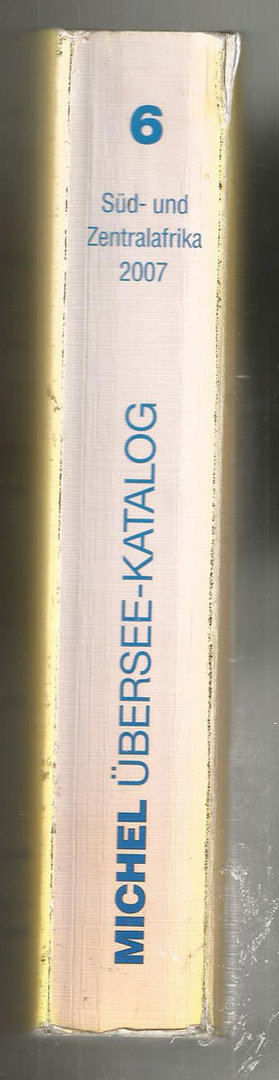 6
Süd- und
Zentralafrika
2007
MICHEL ÜBERSEE-KATALOG